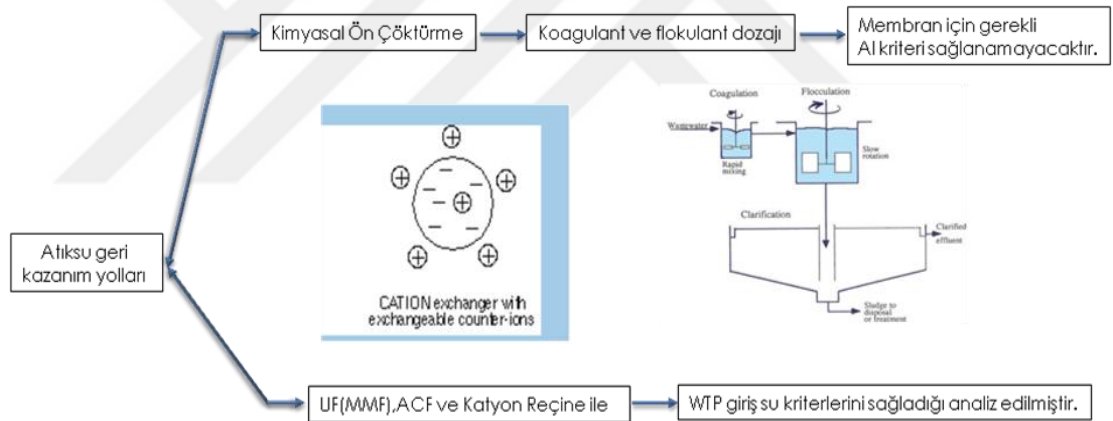 Kimyasal Ön Çöktürme
Koagulant ve flokulant dozajı
Membran için gerekli
Al kriteri sağlanamayacaktır.
Coagulation
Flocculation
Wastewater
Rapid
mixing
Slow
rotation
Clarification
Clarified
effluent
Sludge to
disposal
or treatment
CATION exchanger with
exchangeable counter-ions
Atıksu geri
kazanım yolları
UF(MMF),ACF ve Katyon Reçine ile
WTP giriş su kriterlerini sağladığı analiz edilmiştir.